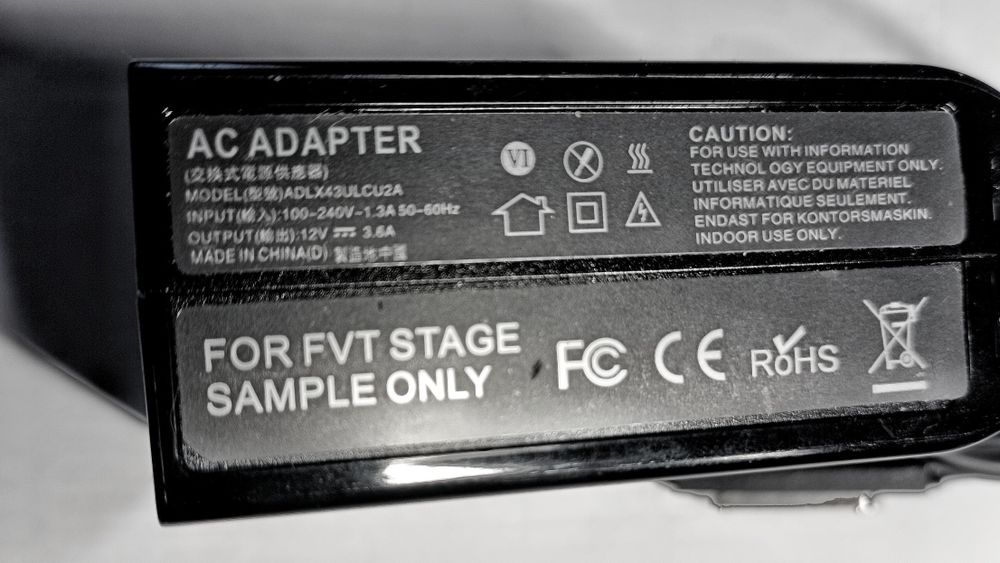 AC ADAPTER
(交換式電源供應器)
MODEL(型號)ADLX43ULCU2A
INPUT(輸入):100-240V-1.3A 50-60Hz
OUTPUT(輸出):12V ⎓ 3.6A
MADE IN CHINA(D) 製造地中國
VI
CAUTION:
FOR USE WITH INFORMATION
TECHNOLOGY EQUIPMENT ONLY.
UTILISER AVEC DU MATERIEL
INFORMATIQUE SEULEMENT.
ENDAST FOR KONTORSMASKIN.
INDOOR USE ONLY.
FOR FVT STAGE
SAMPLE ONLY
FC CE RoHS